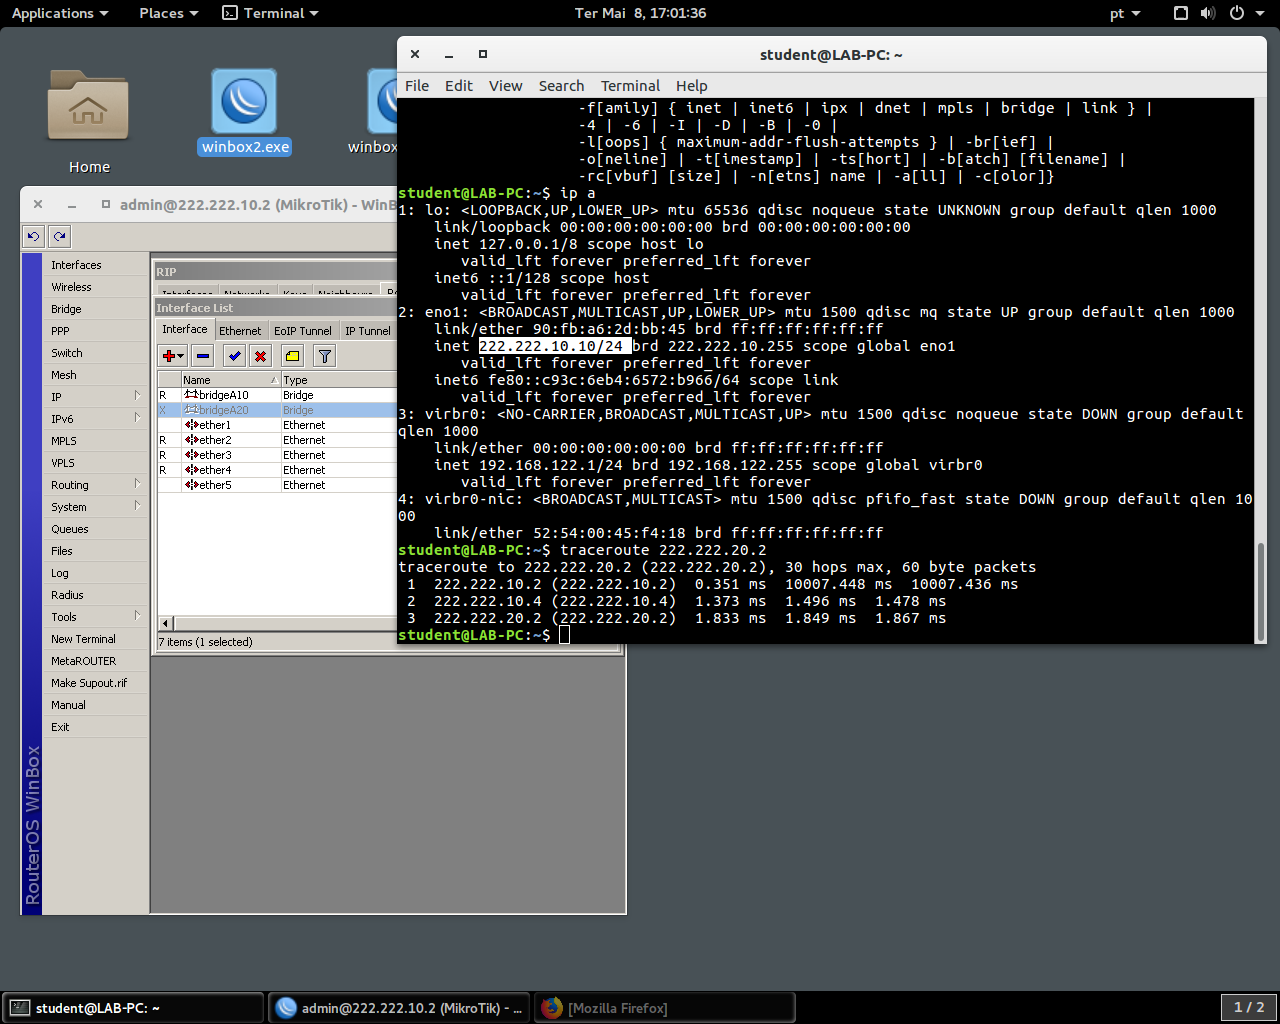 Applications Places Terminal Ter Mai 8, 17:01:36 pt
Home
winbox2.exe
winbox
student@LAB-PC: ~
File Edit View Search Terminal Help
-f[amily] { inet | inet6 | ipx | dnet | mpls | bridge | link } |
-4 | -6 | -I | -D | -B | -0 |
-l[oops] { maximum-addr-flush-attempts } | -br[ief] |
-o[neline] | -t[imestamp] | -ts[hort] | -b[atch] [filename] |
-rc[vbuf] [size] | -n[etns] name | -a[ll] | -c[olor]}
student@LAB-PC:~$ ip a
1: lo: <LOOPBACK,UP,LOWER_UP> mtu 65536 qdisc noqueue state UNKNOWN group default qlen 1000
link/loopback 00:00:00:00:00:00 brd 00:00:00:00:00:00
inet 127.0.0.1/8 scope host lo
valid_lft forever preferred_lft forever
inet6 ::1/128 scope host
valid_lft forever preferred_lft forever
2: eno1: <BROADCAST,MULTICAST,UP,LOWER_UP> mtu 1500 qdisc mq state UP group default qlen 1000
link/ether 90:fb:a6:2d:bb:45 brd ff:ff:ff:ff:ff:ff
inet 222.222.10.10/24 brd 222.222.10.255 scope global eno1
valid_lft forever preferred_lft forever
inet6 fe80::c93c:6eb4:6572:b966/64 scope link
valid_lft forever preferred_lft forever
3: virbr0: <NO-CARRIER,BROADCAST,MULTICAST,UP> mtu 1500 qdisc noqueue state DOWN group default
qlen 1000
link/ether 00:00:00:00:00:00 brd ff:ff:ff:ff:ff:ff
inet 192.168.122.1/24 brd 192.168.122.255 scope global virbr0
valid_lft forever preferred_lft forever
4: virbr0-nic: <BROADCAST,MULTICAST> mtu 1500 qdisc pfifo_fast state DOWN group default qlen 10
00
link/ether 52:54:00:45:f4:18 brd ff:ff:ff:ff:ff:ff
student@LAB-PC:~$ traceroute 222.222.20.2
traceroute to 222.222.20.2 (222.222.20.2), 30 hops max, 60 byte packets
1 222.222.10.2 (222.222.10.2) 0.351 ms 10007.448 ms 10007.436 ms
2 222.222.10.4 (222.222.10.4) 1.373 ms 1.496 ms 1.478 ms
3 222.222.20.2 (222.222.20.2) 1.833 ms 1.849 ms 1.867 ms
student@LAB-PC:~$
admin@222.222.10.2 (MikroTik) - WinB
Interfaces
Wireless
Bridge
PPP
Switch
Mesh
IP
IPv6
MPLS
VPLS
Routing
System
Queues
Files
Log
Radius
Tools
New Terminal
MetaROUTER
Make Supout.rif
Manual
Exit
RouterOS WinBox
RIP
Interfaces Networks Keys Neighbours
Interface List
Interface Ethernet EoIP Tunnel IP Tunnel
Name Type
R bridgeA10 Bridge
X bridgeA20 Bridge
ether1 Ethernet
R ether2 Ethernet
R ether3 Ethernet
R ether4 Ethernet
ether5 Ethernet
7 items (1 selected)
student@LAB-PC: ~ admin@222.222.10.2 (MikroTik) - ... [Mozilla Firefox] 1 / 2